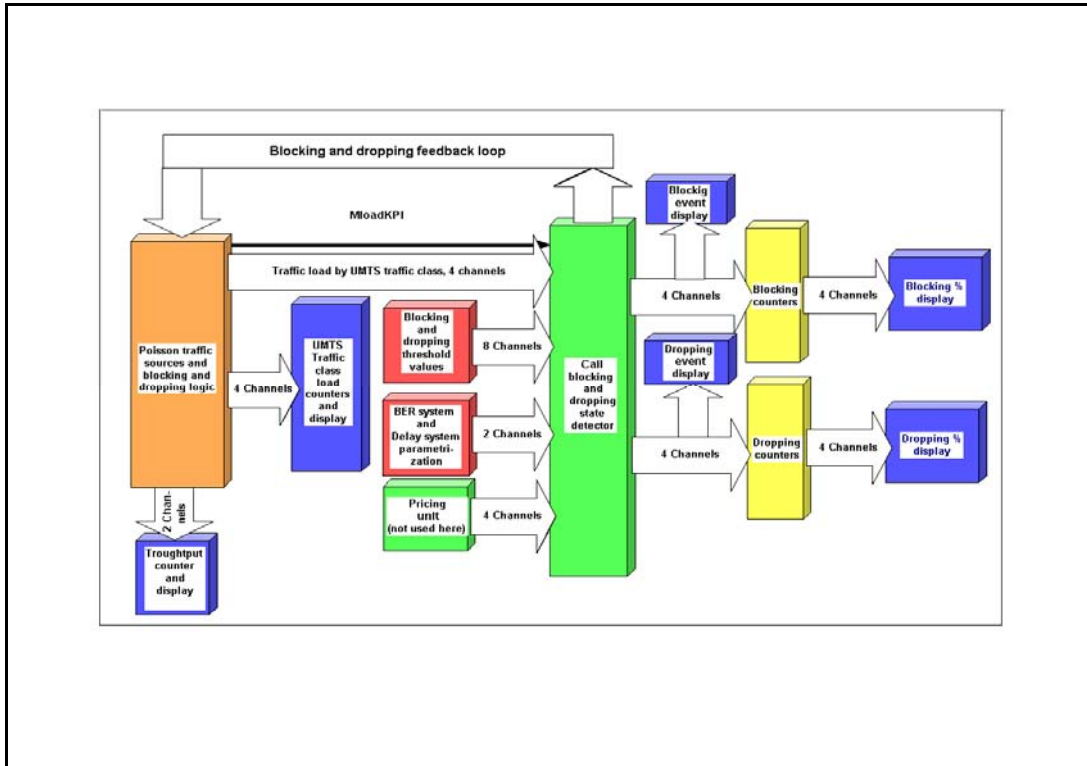 Blocking and dropping feedback loop
MloadKPI
Traffic load by UMTS traffic class, 4 channels
Poisson traffic
sources and
blocking and
dropping logic
4 Channels
UMTS
Traffic
class
load
counters
and
display
2 Chan-
nels
Troughtput
counter
and
display
Blocking
and
dropping
threshold
values
8 Channels
BER system
and
Delay system
parametri-
zation
2 Channels
Pricing
unit
(not used here)
4 Channels
Call
blocking
and
dropping
state
detector
Blockig
event
display
4 Channels
Blocking
counters
4 Channels
Blocking %
display
Dropping
event
display
4 Channels
Dropping
counters
4 Channels
Dropping %
display